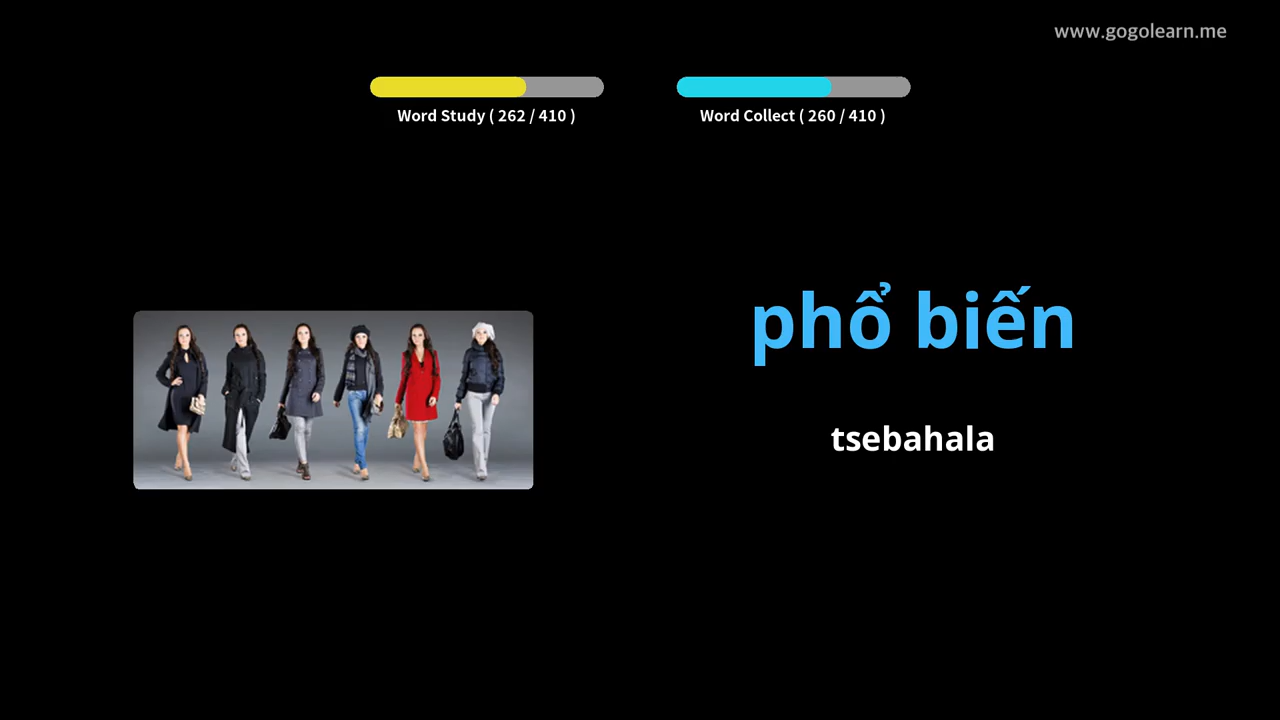 www.gogolearn.me
Word Study ( 262 / 410 )
Word Collect ( 260 / 410 )
phổ biến
tsebahala